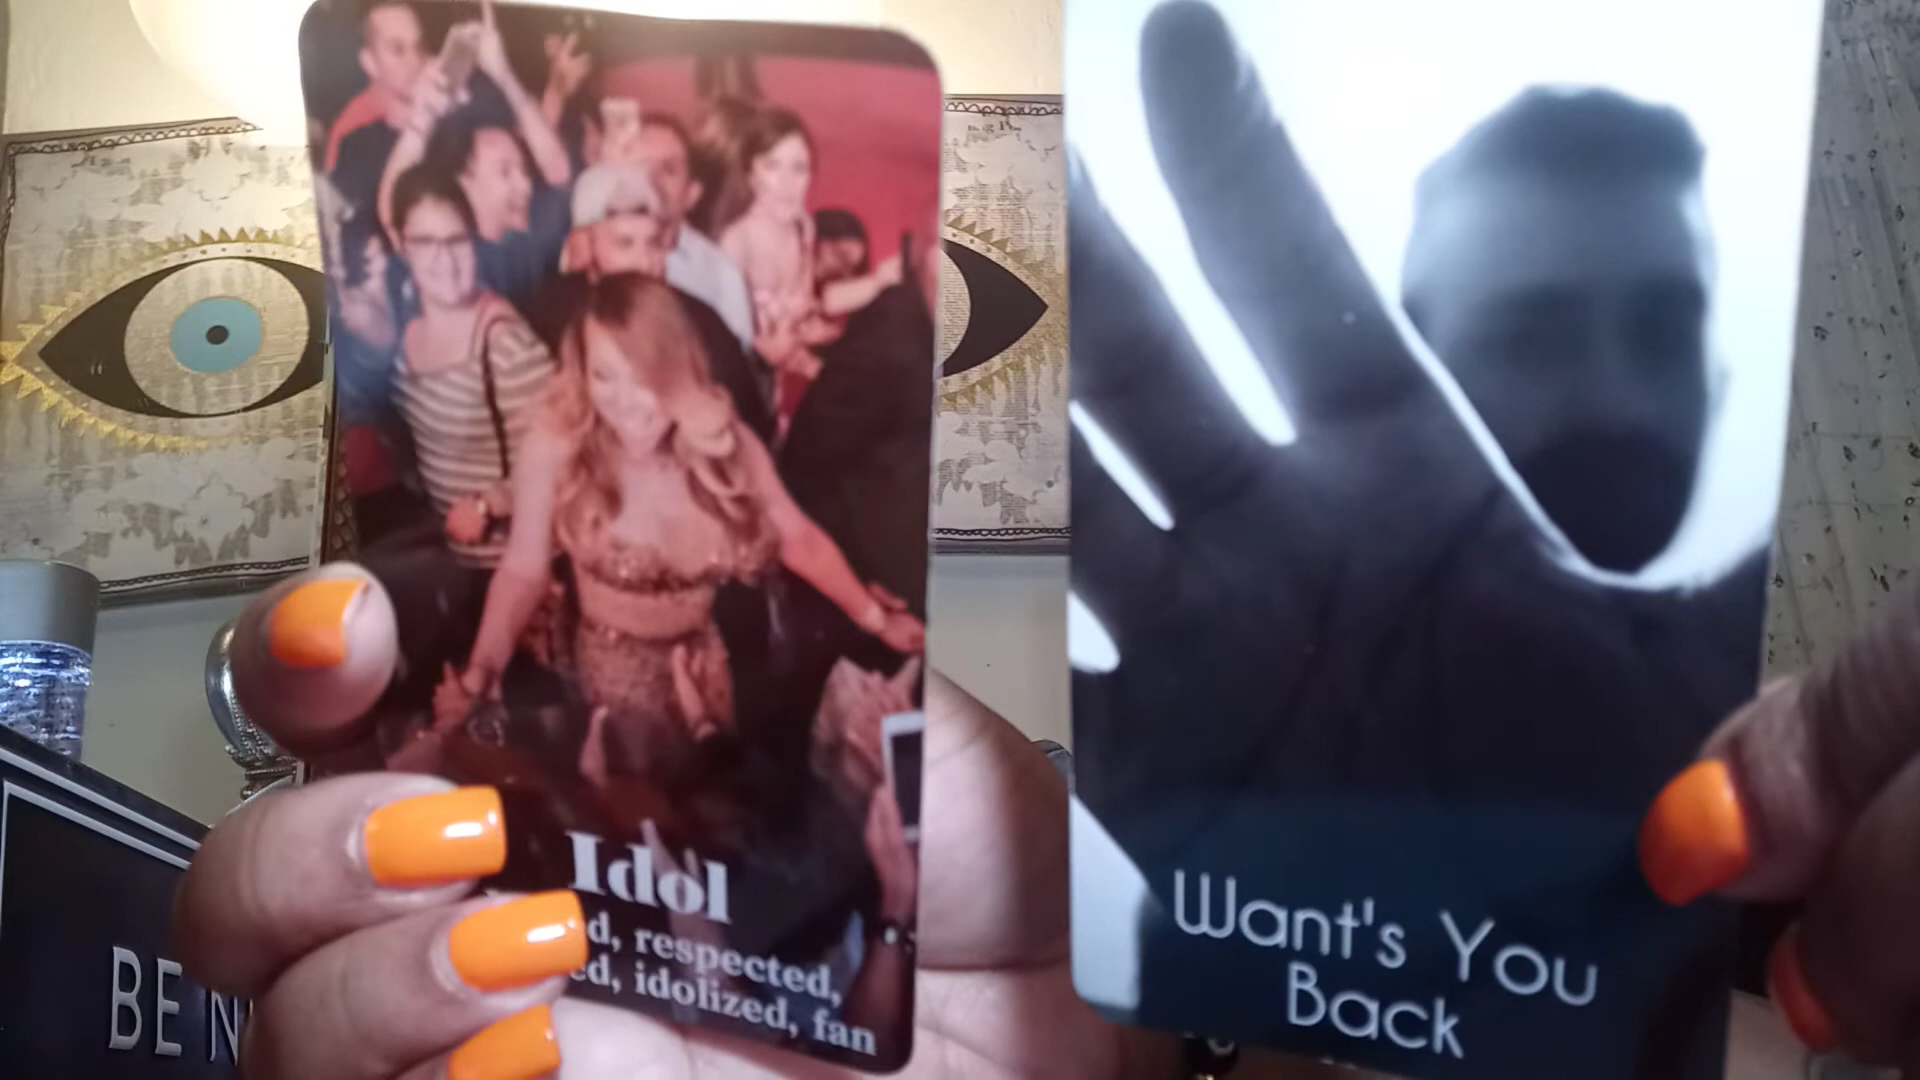 Idol
d, respected,
ed, idolized, fan
Want's You
Back
BE N